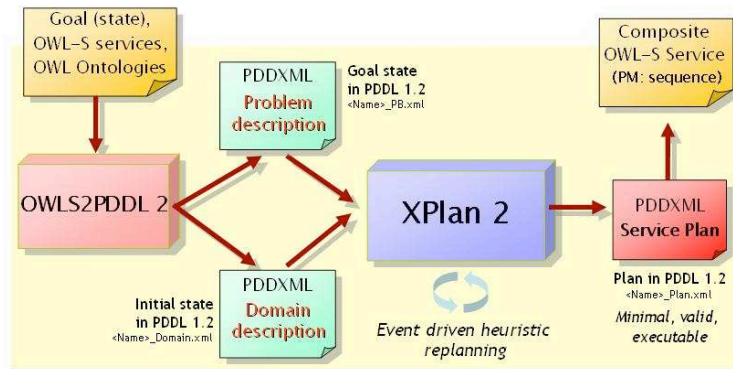 Goal (state),
OWL-S services,
OWL Ontologies
OWLS2PDDL 2
PDDXML
Problem
description
Goal state
in PDDL 1.2
<Name>_PB.xml
PDDXML
Domain
description
Initial state
in PDDL 1.2
<Name>_Domain.xml
XPlan 2
Event driven heuristic
replanning
Composite
OWL-S Service
(PM: sequence)
PDDXML
Service Plan
Plan in PDDL 1.2
<Name>_Plan.xml
Minimal, valid,
executable